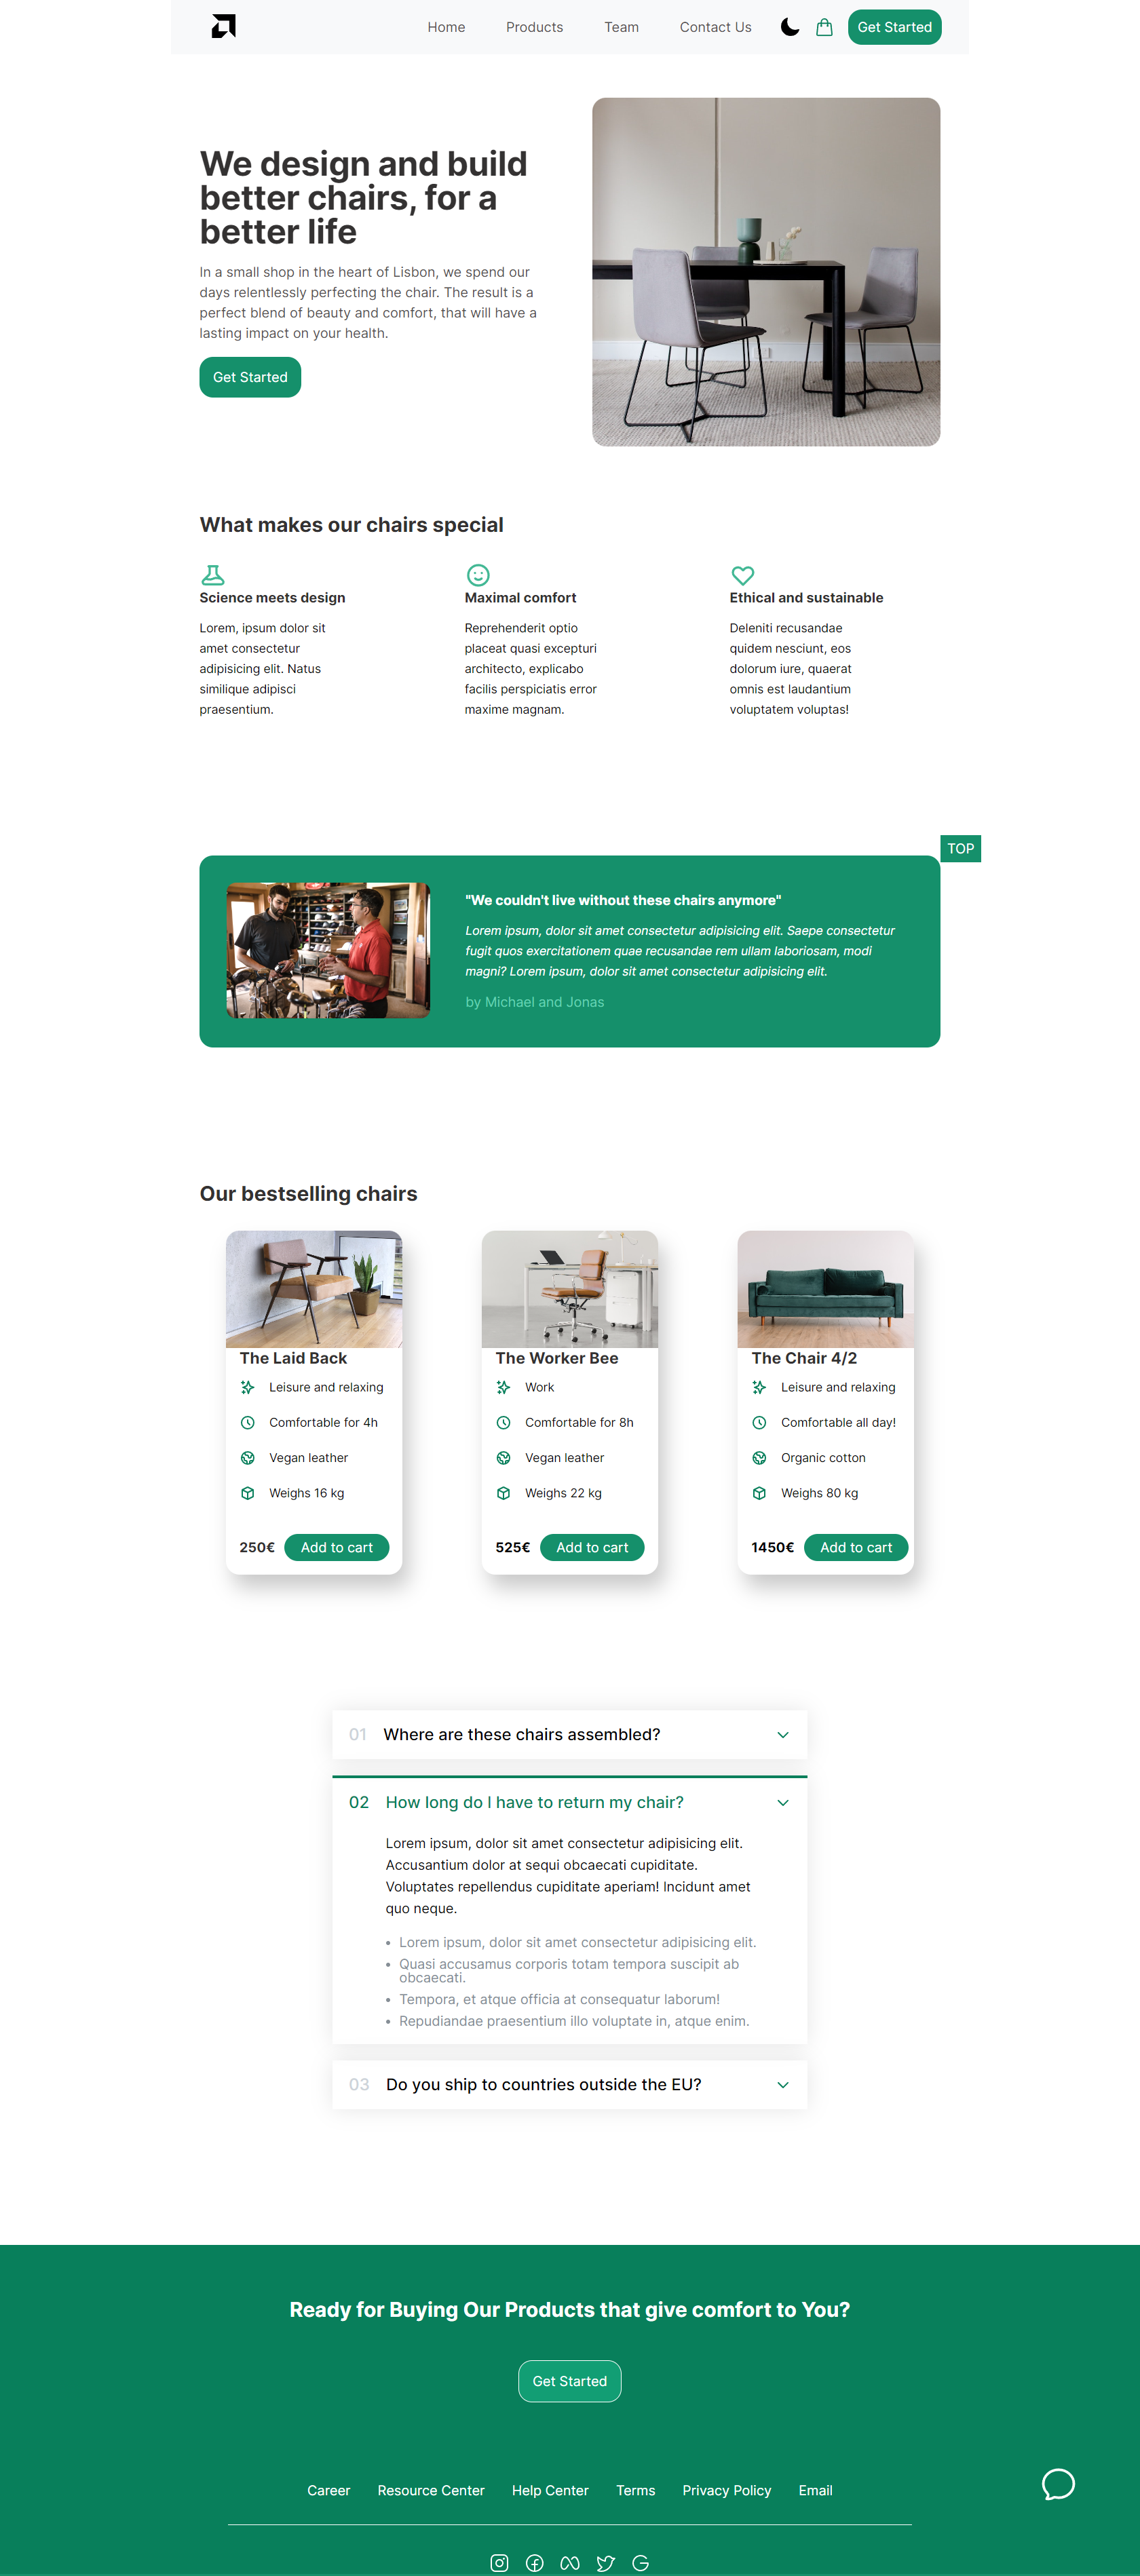 Home Products Team Contact Us Get Started
We design and build
better chairs, for a
better life
In a small shop in the heart of Lisbon, we spend our
days relentlessly perfecting the chair. The result is a
perfect blend of beauty and comfort, that will have a
lasting impact on your health.
Get Started
What makes our chairs special
Science meets design
Lorem, ipsum dolor sit
amet consectetur
adipisicing elit. Natus
similique adipisci
praesentium.
Maximal comfort
Reprehenderit optio
placeat quasi excepturi
architecto, explicabo
facilis perspiciatis error
maxime magnam.
Ethical and sustainable
Deleniti recusandae
quidem nesciunt, eos
dolorum iure, quaerat
omnis est laudantium
voluptatem voluptas!
TOP
"We couldn't live without these chairs anymore"
Lorem ipsum, dolor sit amet consectetur adipisicing elit. Saepe consectetur
fugit quos exercitationem quae recusandae rem ullam laboriosam, modi
magni? Lorem ipsum, dolor sit amet consectetur adipisicing elit.
by Michael and Jonas
Our bestselling chairs
The Laid Back
Leisure and relaxing
Comfortable for 4h
Vegan leather
Weighs 16 kg
250€ Add to cart
The Worker Bee
Work
Comfortable for 8h
Vegan leather
Weighs 22 kg
525€ Add to cart
The Chair 4/2
Leisure and relaxing
Comfortable all day!
Organic cotton
Weighs 80 kg
1450€ Add to cart
01 Where are these chairs assembled?
02 How long do I have to return my chair?
Lorem ipsum, dolor sit amet consectetur adipisicing elit.
Accusantium dolor at sequi obcaecati cupiditate.
Voluptates repellendus cupiditate aperiam! Incidunt amet
quo neque.
• Lorem ipsum, dolor sit amet consectetur adipisicing elit.
• Quasi accusamus corporis totam tempora suscipit ab
obcaecati.
• Tempora, et atque officia at consequatur laborum!
• Repudiandae praesentium illo voluptate in, atque enim.
03 Do you ship to countries outside the EU?
Ready for Buying Our Products that give comfort to You?
Get Started
Career Resource Center Help Center Terms Privacy Policy Email